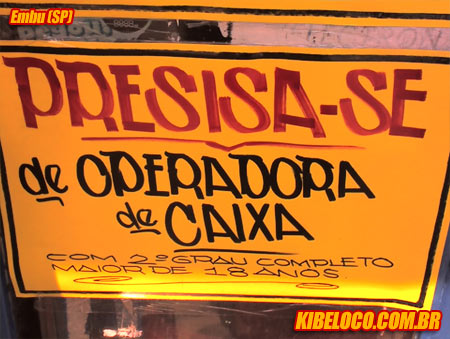 Embu (SP)
PRESISA-SE
de OPERADORA
de CAIXA
COM 2º GRAU COMPLETO
MAIOR DE 18 ANOS.
KIBELOCO.COM.BR